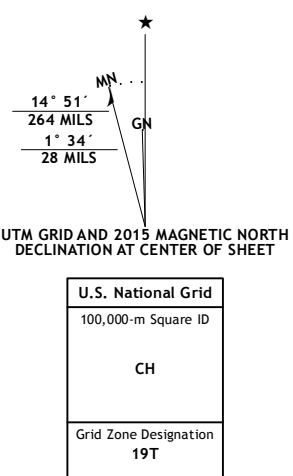 ★
MN
14° 51´
264 MILS
GN
1° 34´
28 MILS
UTM GRID AND 2015 MAGNETIC NORTH
DECLINATION AT CENTER OF SHEET
U.S. National Grid
100,000-m Square ID
CH
Grid Zone Designation
19T